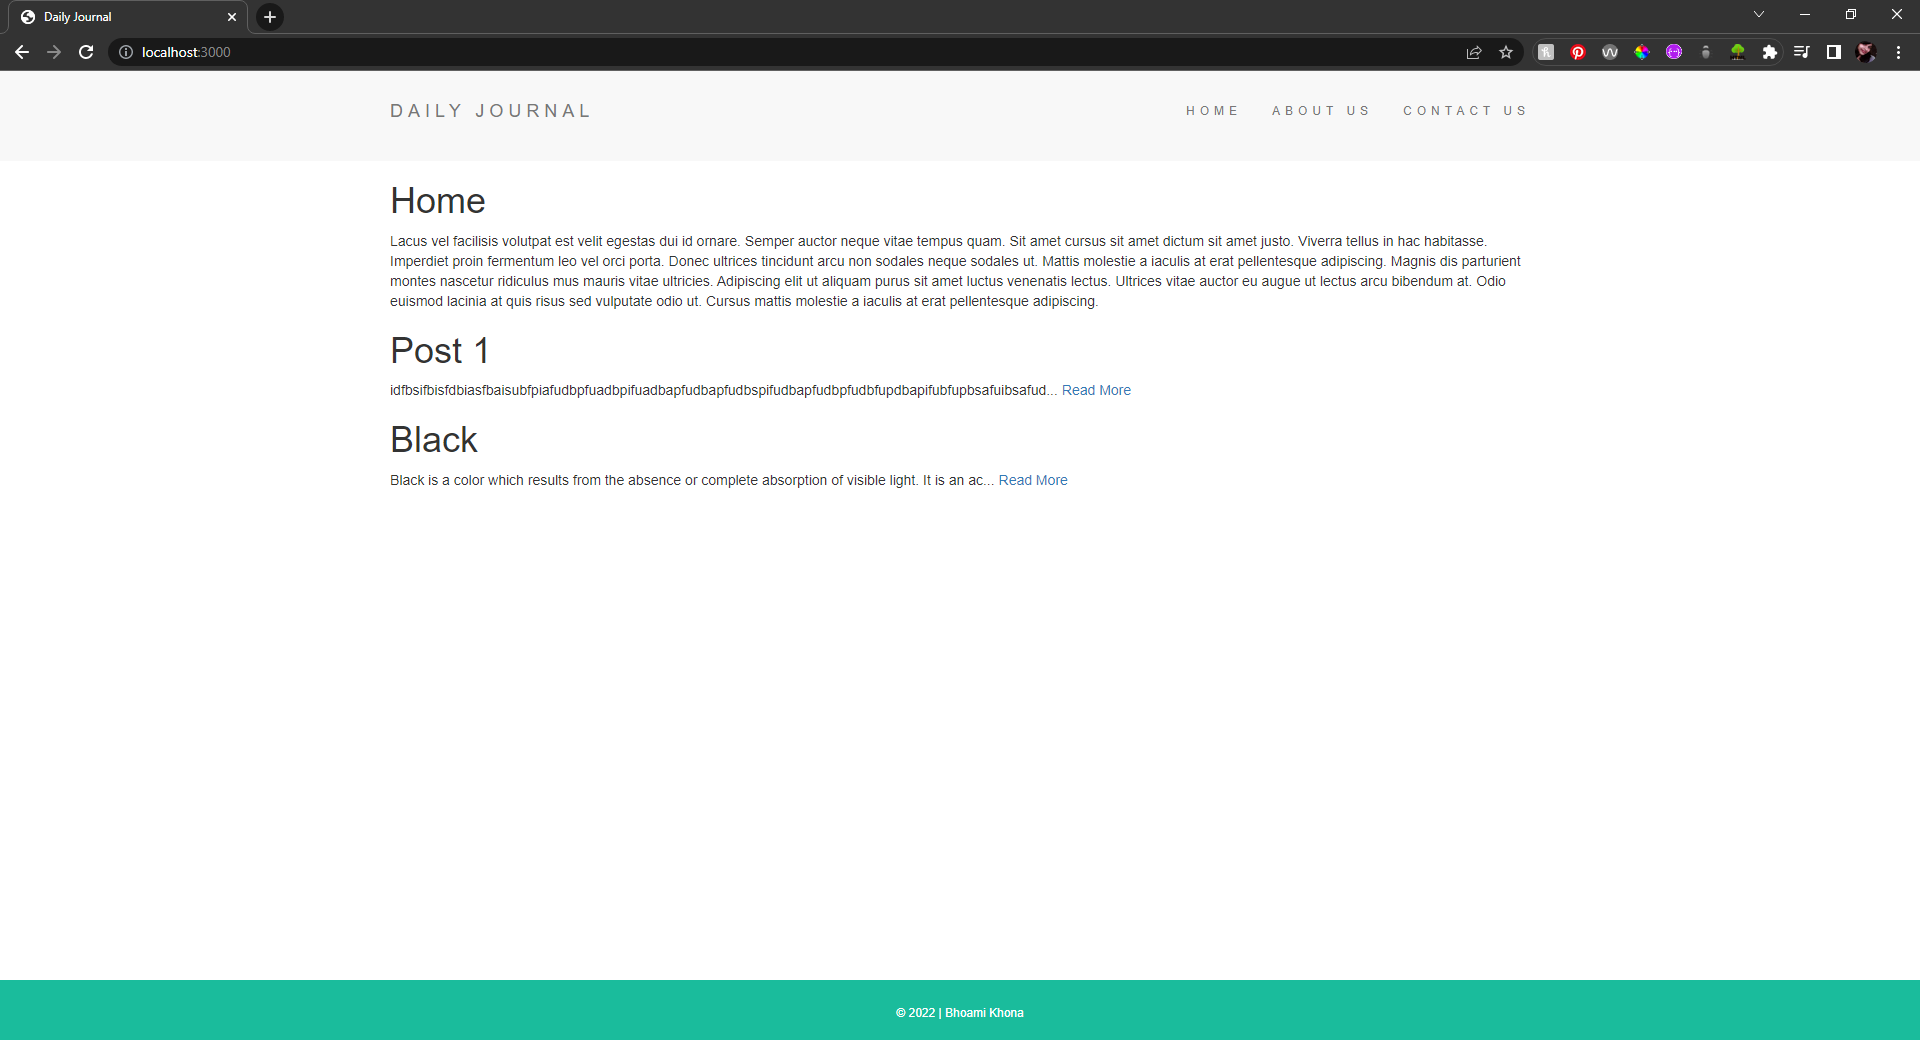 Daily Journal
localhost:3000
DAILY JOURNAL
HOME ABOUT US CONTACT US
Home
Lacus vel facilisis volutpat est velit egestas dui id ornare. Semper auctor neque vitae tempus quam. Sit amet cursus sit amet dictum sit amet justo. Viverra tellus in hac habitasse.
Imperdiet proin fermentum leo vel orci porta. Donec ultrices tincidunt arcu non sodales neque sodales ut. Mattis molestie a iaculis at erat pellentesque adipiscing. Magnis dis parturient
montes nascetur ridiculus mus mauris vitae ultricies. Adipiscing elit ut aliquam purus sit amet luctus venenatis lectus. Ultrices vitae auctor eu augue ut lectus arcu bibendum at. Odio
euismod lacinia at quis risus sed vulputate odio ut. Cursus mattis molestie a iaculis at erat pellentesque adipiscing.
Post 1
idfbsifbisfdbiasfbaisubfpiafudbpfuadbpifuadbapfudbapfudbspifudbapfudbpfudbfupdbapifubfupbsafuibsafud... Read More
Black
Black is a color which results from the absence or complete absorption of visible light. It is an ac... Read More
© 2022 | Bhoami Khona